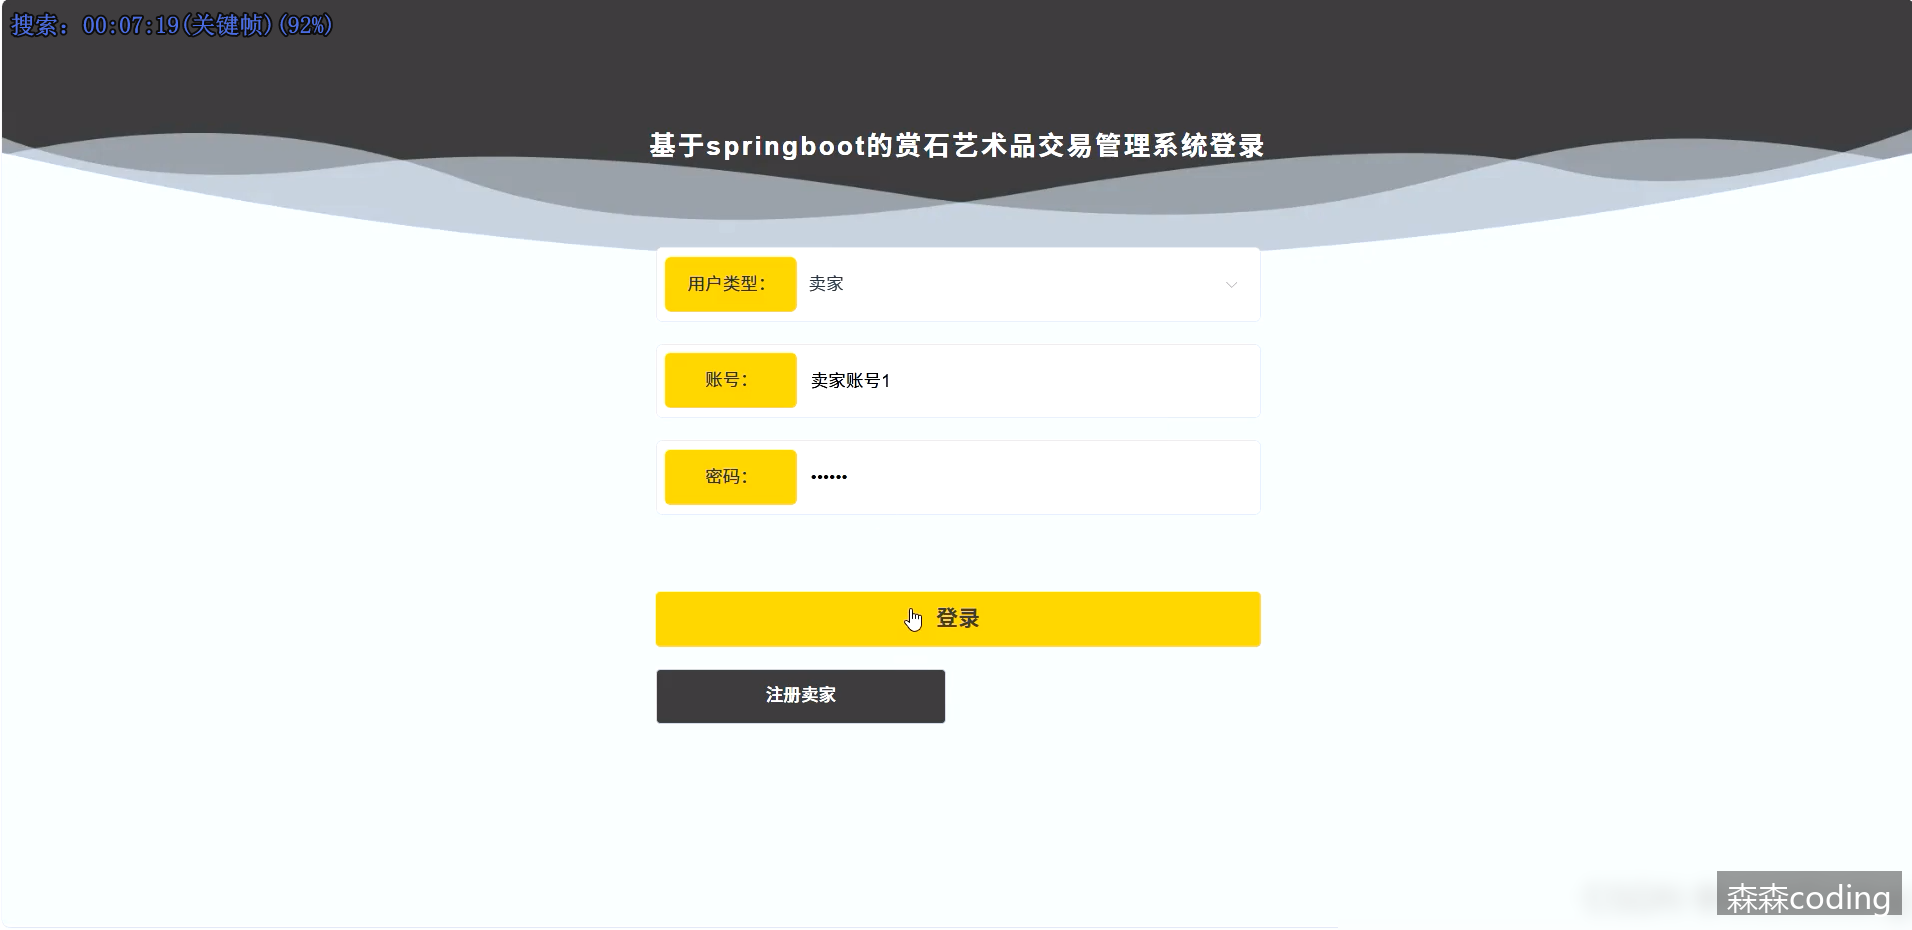 搜索: 00:07:19(关键帧)(92%)
基于springboot的赏石艺术品交易管理系统登录
用户类型: 卖家
账号: 卖家账号1
密码: ••••••
登录
注册卖家
森森coding